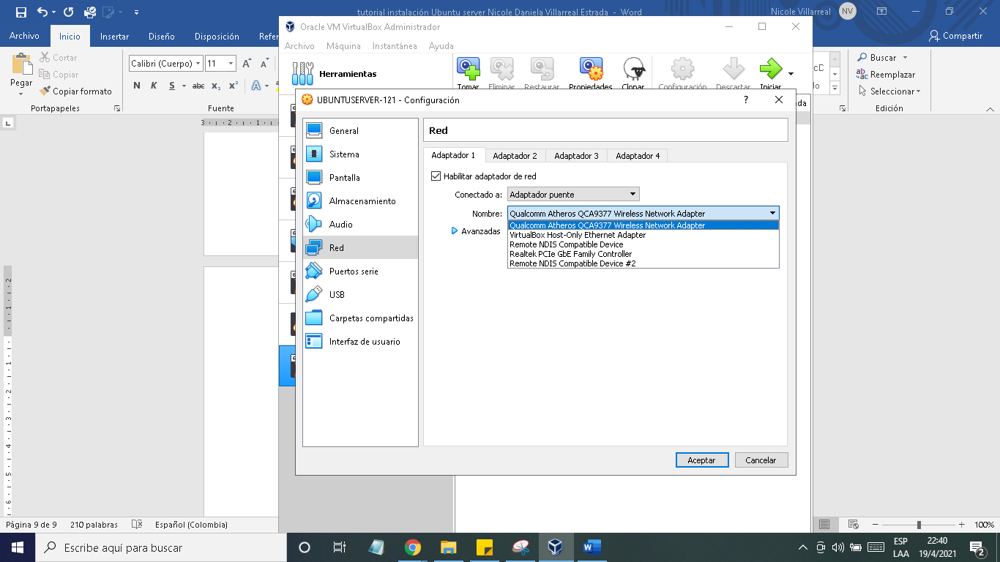 tutorial instalación Ubuntu server Nicole Daniela Villarreal Estrada - Word
Nicole Villarreal
NV
Archivo
Inicio
Insertar
Diseño
Disposición
Refer
Compartir
Pegar
Cortar
Copiar
Copiar formato
Portapapeles
Calibri (Cuerpo)
11
N K S abc x₂ x²
Fuente
Buscar
Reemplazar
Seleccionar
Edición
Oracle VM VirtualBox Administrador
Archivo Máquina Instantánea Ayuda
Herramientas
Tomar Eliminar Restaurar Propiedades Clonar Configuración Descartar Iniciar
UBUNTUSERVER-121 - Configuración
?
General
Sistema
Pantalla
Almacenamiento
Audio
Red
Puertos serie
USB
Carpetas compartidas
Interfaz de usuario
Red
Adaptador 1 Adaptador 2 Adaptador 3 Adaptador 4
Habilitar adaptador de red
Conectado a: Adaptador puente
Nombre: Qualcomm Atheros QCA9377 Wireless Network Adapter
Avanzadas
Qualcomm Atheros QCA9377 Wireless Network Adapter
VirtualBox Host-Only Ethernet Adapter
Remote NDIS Compatible Device
Realtek PCIe GbE Family Controller
Remote NDIS Compatible Device #2
Aceptar
Cancelar
Página 9 de 9 210 palabras Español (Colombia)
100%
Escribe aquí para buscar
ESP
LAA
22:40
19/4/2021
2